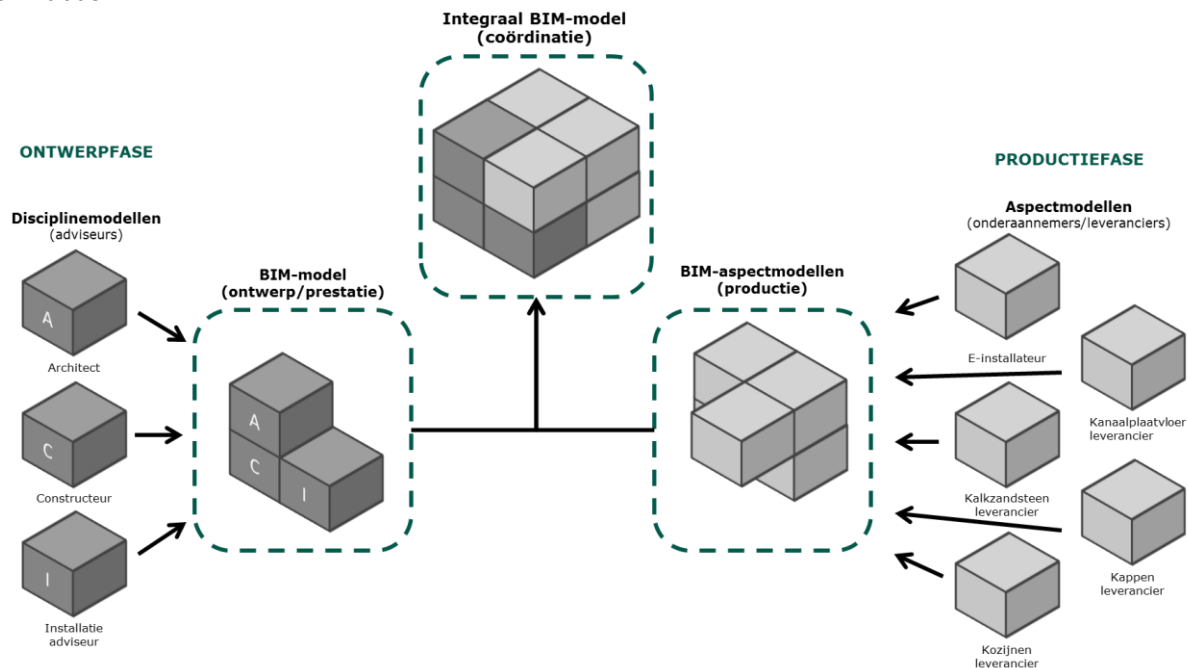 Integraal BIM-model
(coördinatie)
ONTWERPFASE
Disciplinemodellen
(adviseurs)
A
Architect
C
Constructeur
I
Installatie
adviseur
BIM-model
(ontwerp/prestatie)
A
C
I
BIM-aspectmodellen
(productie)
PRODUCTIEFASE
Aspectmodellen
(onderaannemers/leveranciers)
E-installateur
Kanaalplaatvloer
leverancier
Kalkzandsteen
leverancier
Kappen
leverancier
Kozijnen
leverancier